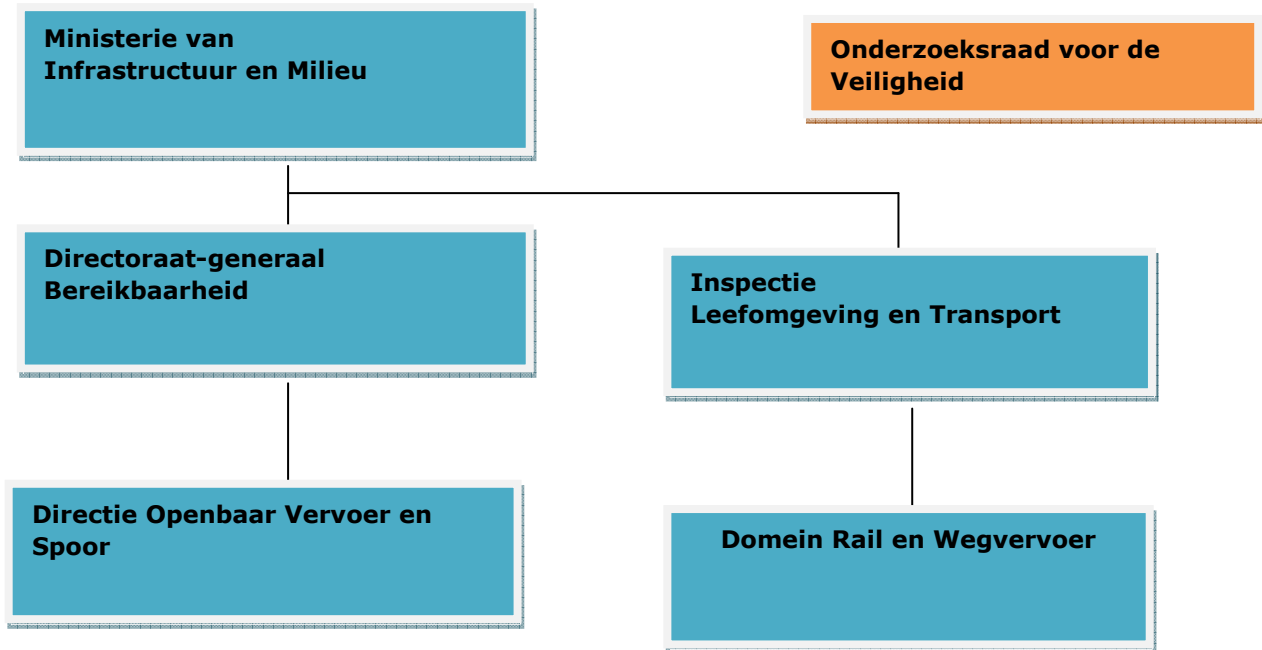 Ministerie van
Infrastructuur en Milieu
Onderzoeksraad voor de
Veiligheid
Directoraat-generaal
Bereikbaarheid
Inspectie
Leefomgeving en Transport
Directie Openbaar Vervoer en
Spoor
Domein Rail en Wegvervoer